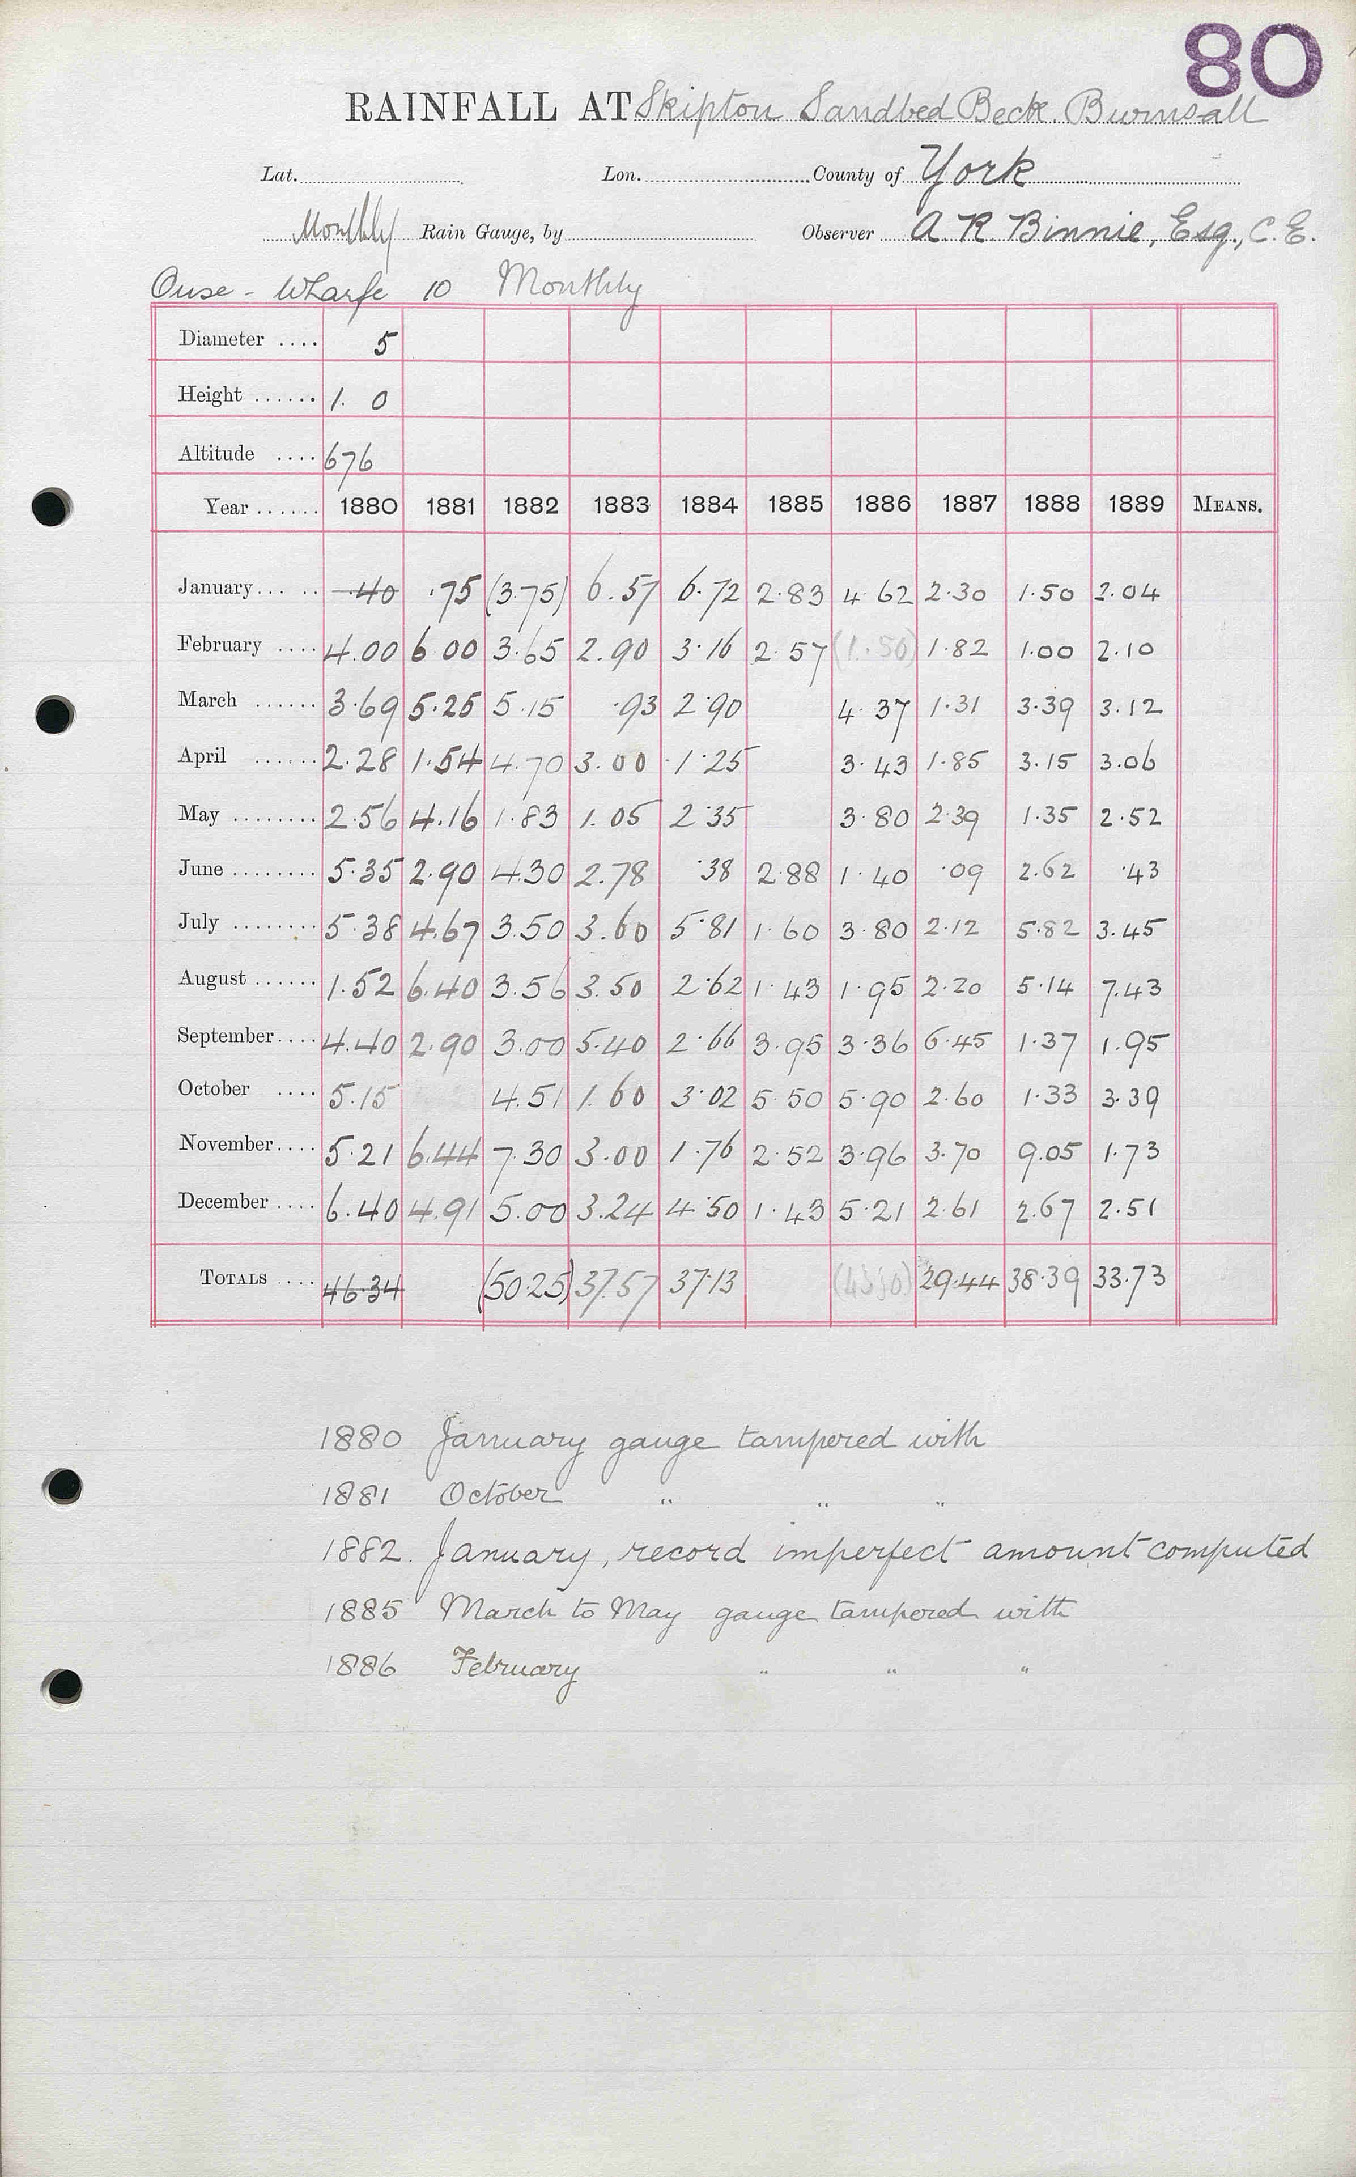 80
RAINFALL AT Skipton Sandbed Beck. Burnsall
Lat. Lon. County of York
Monthly Rain Gauge, by Observer A R Binnie, Esq., C.E.
Ouse - Wharfe 10 Monthly
Diameter .... 5
Height ...... 1. 0
Altitude .... 676
Year ...... 1880 1881 1882 1883 1884 1885 1886 1887 1888 1889 MEANS.
January... .. ·40 ·75 (3.75) 6.57 6.72 2.83 4.62 2.30 1.50 2.04
February .... 4.00 6.00 3.65 2.90 3.16 2.57 (1.50) 1.82 1.00 2.10
March ...... 3.69 5.25 5.15 .93 2.90 4.37 1.31 3.39 3.12
April ...... 2.28 1.54 4.70 3.00 1.25 3.43 1.85 3.15 3.06
May ........ 2.56 4.16 1.83 1.05 2.35 3.80 2.39 1.35 2.52
June ........ 5.35 2.90 4.30 2.78 .38 2.88 1.40 .09 2.62 .43
July ........ 5.38 4.67 3.50 3.60 5.81 1.60 3.80 2.12 5.82 3.45
August ...... 1.52 6.40 3.56 3.50 2.62 1.43 1.95 2.20 5.14 7.43
September.... 4.40 2.90 3.00 5.40 2.66 3.95 3.36 6.45 1.37 1.95
October .... 5.15 4.51 1.60 3.02 5.50 5.90 2.60 1.33 3.39
November.... 5.21 6.44 7.30 3.00 1.76 2.52 3.96 3.70 9.05 1.73
December .... 6.40 4.91 5.00 3.24 4.50 1.43 5.21 2.61 2.67 2.51
TOTALS .... 46.34 (50.25) 37.57 37.13 29.44 38.39 33.73
1880 January gauge tampered with
1881 October " " "
1882. January, record imperfect amount computed
1885 March to May gauge tampered with
1886 February " " "